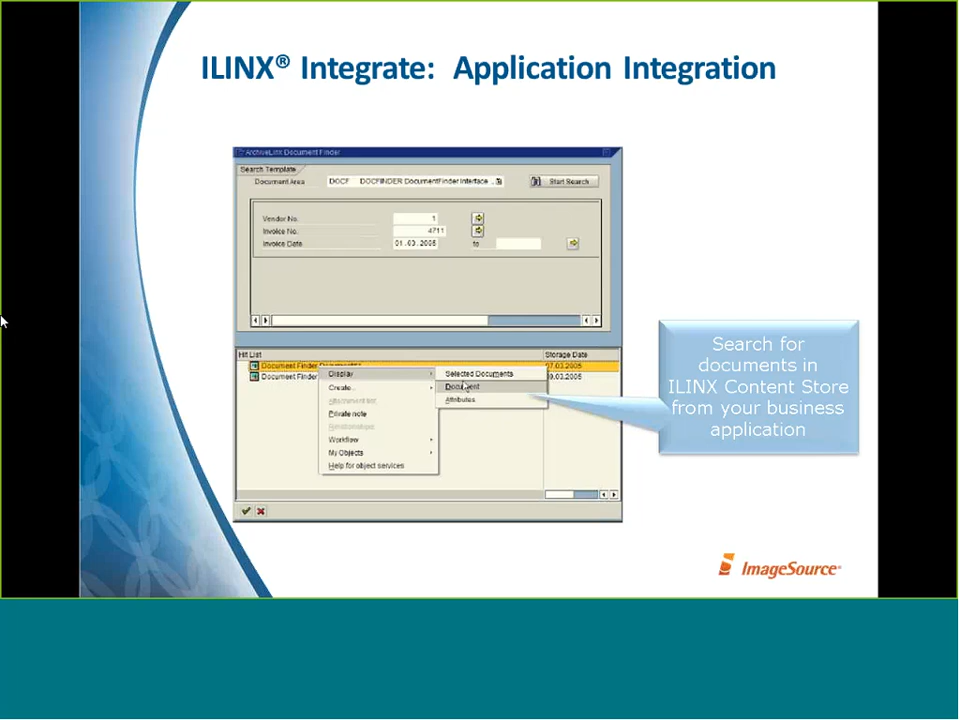 ILINX® Integrate: Application Integration
ArchiveLink Document Finder
Search Template
Document Area DOCF DOCFINDER DocumentFinder Interface ... Start Search
Vendor No. 1
Invoice No. 4711
Invoice Date 01.03.2005 to
Hit List Storage Date
Document Finder 07.03.2005
Document Finder
Display Selected Documents
Create... Document
Attachment list Attributes
Private note
Workflow
My Objects
Help for object services
Search for
documents in
ILINX Content Store
from your business
application
ImageSource®